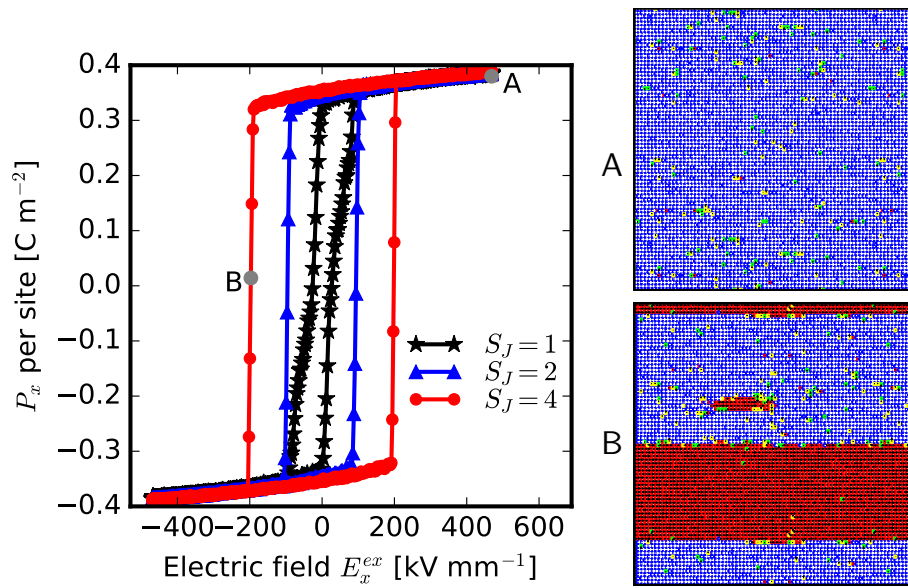 A
0.4
0.3
0.2
0.1
0.0
−0.1
−0.2
−0.3
−0.4
P_x per site [C m^{−2}]
A
B
S_J = 1
S_J = 2
S_J = 4
−400 −200 0 200 400 600
Electric field E_x^{ex} [kV mm^{−1}]
B